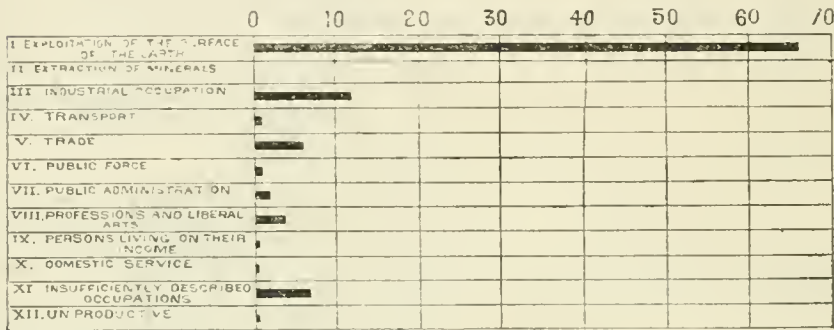 0 10 20 30 40 50 60 70
I EXPLOITATION OF THE SURFACE
OF THE EARTH
II EXTRACTION OF MINERALS
III INDUSTRIAL OCCUPATION
IV. TRANSPORT
V. TRADE
VI. PUBLIC FORCE
VII. PUBLIC ADMINISTRATION
VIII. PROFESSIONS AND LIBERAL
ARTS
IX. PERSONS LIVING ON THEIR
INCOME
X. DOMESTIC SERVICE
XI INSUFFICIENTLY DESCRIBED
OCCUPATIONS
XII. UNPRODUCTIVE